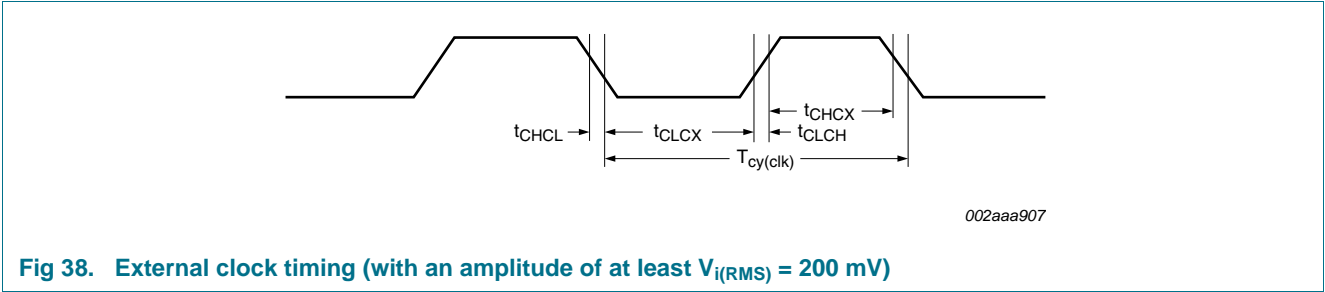 tCHCX
tCHCL tCLCX tCLCH
Tcy(clk)
002aaa907
Fig 38. External clock timing (with an amplitude of at least Vi(RMS) = 200 mV)